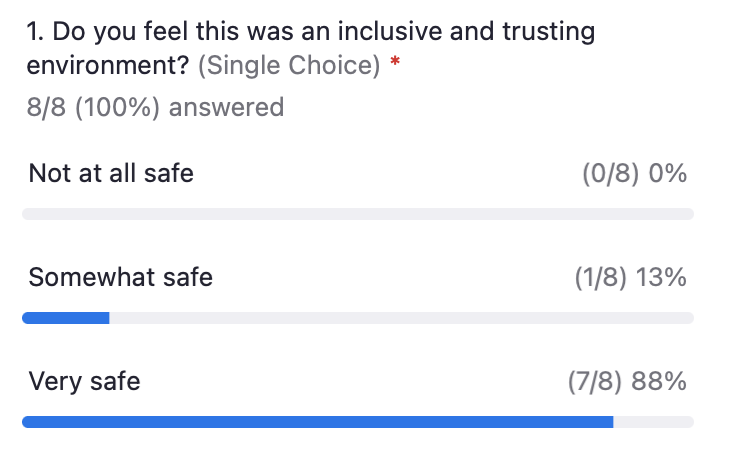 1. Do you feel this was an inclusive and trusting
environment? (Single Choice) *
8/8 (100%) answered
Not at all safe (0/8) 0%
Somewhat safe (1/8) 13%
Very safe (7/8) 88%